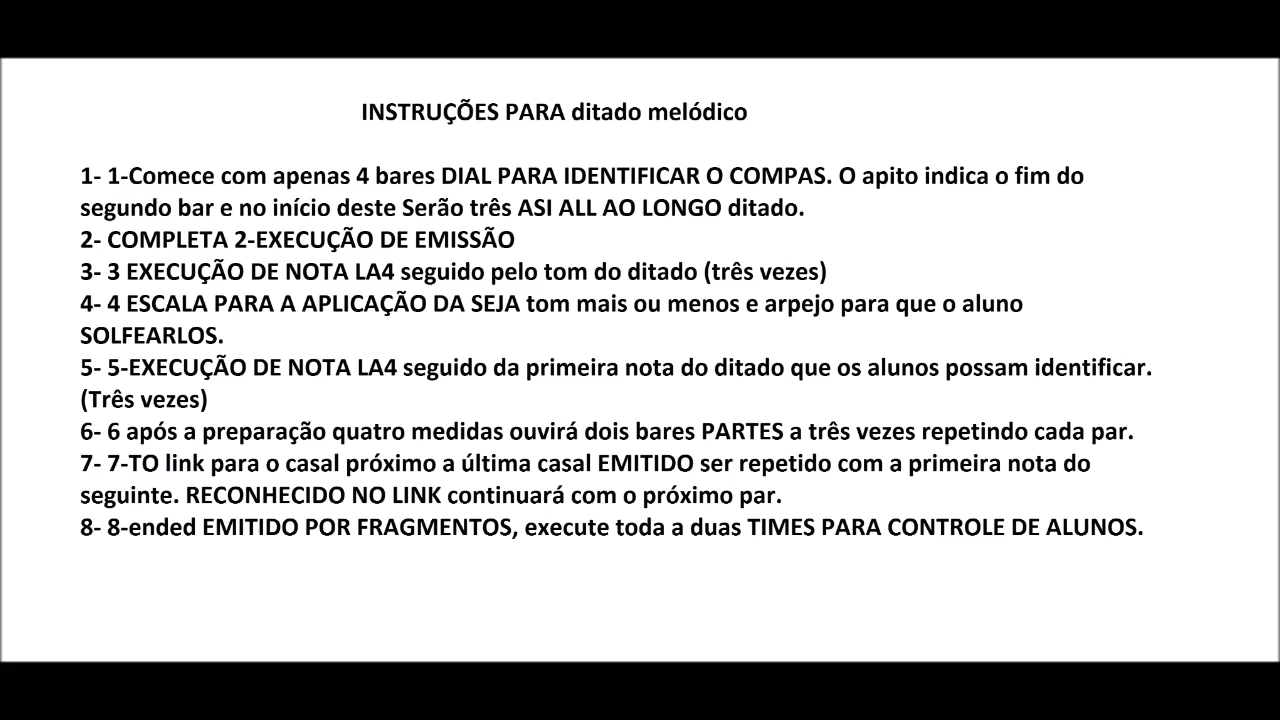 INSTRUÇÕES PARA ditado melódico
1- 1-Comece com apenas 4 bares DIAL PARA IDENTIFICAR O COMPAS. O apito indica o fim do
segundo bar e no início deste Serão três ASI ALL AO LONGO ditado.
2- COMPLETA 2-EXECUÇÃO DE EMISSÃO
3- 3 EXECUÇÃO DE NOTA LA4 seguido pelo tom do ditado (três vezes)
4- 4 ESCALA PARA A APLICAÇÃO DA SEJA tom mais ou menos e arpejo para que o aluno
SOLFEARLOS.
5- 5-EXECUÇÃO DE NOTA LA4 seguido da primeira nota do ditado que os alunos possam identificar.
(Três vezes)
6- 6 após a preparação quatro medidas ouvirá dois bares PARTES a três vezes repetindo cada par.
7- 7-TO link para o casal próximo a última casal EMITIDO ser repetido com a primeira nota do
seguinte. RECONHECIDO NO LINK continuará com o próximo par.
8- 8-ended EMITIDO POR FRAGMENTOS, execute toda a duas TIMES PARA CONTROLE DE ALUNOS.